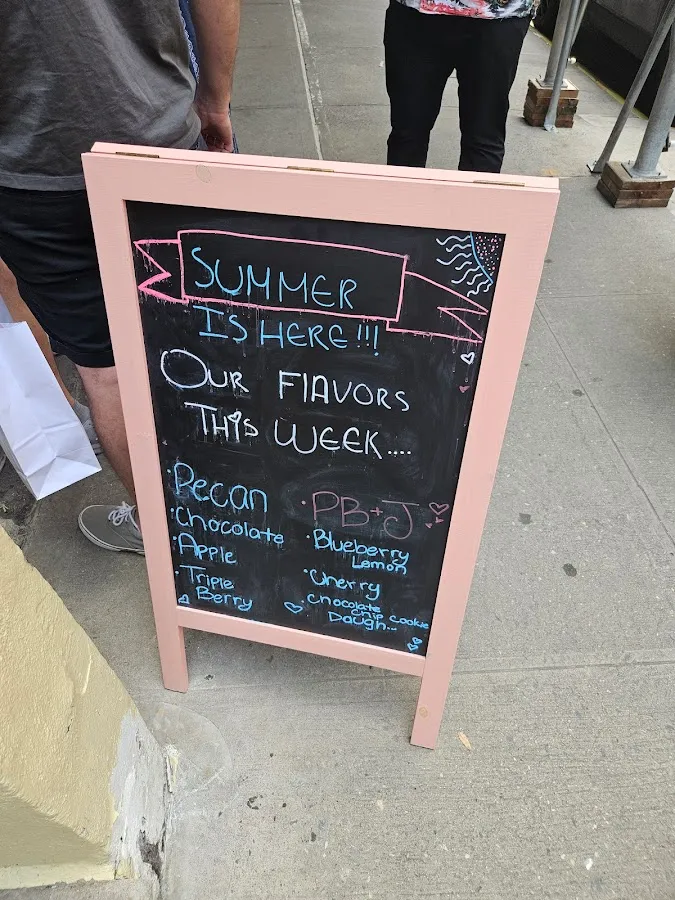 SUMMER
IS HERE!!!
OUR FLAVORS
THiS WEEK....
·Pecan
·Chocolate
·Apple
·Triple
Berry
·PB+J
·Blueberry
Lemon
·Cherry
·Chocolate
Chip Cookie
Daugh...